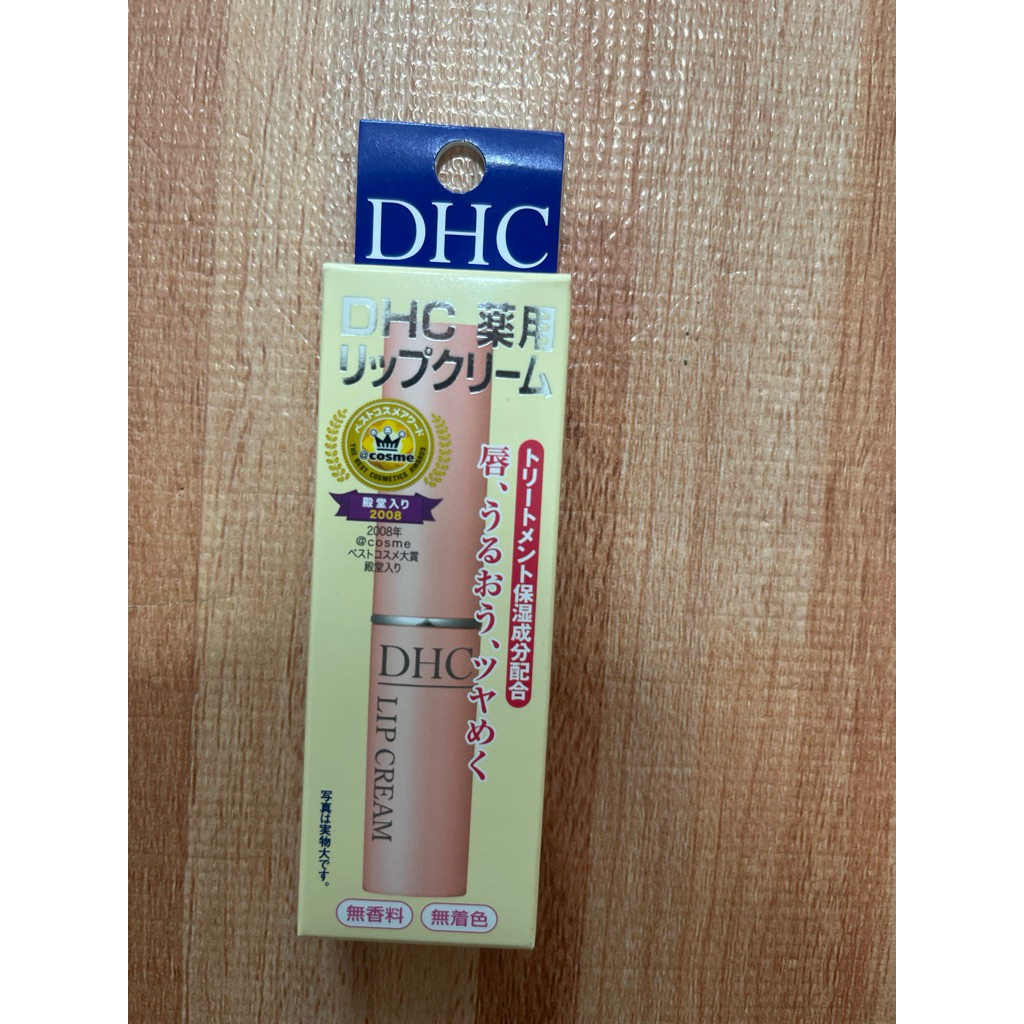 DHC
DHC 薬用
リップクリーム
ベストコスメアワード
@cosme
THE BEST COSMETICS AWARDS
殿堂入り
2008
2008年
@cosme
ベストコスメ大賞
殿堂入り
トリートメント保湿成分配合
唇、うるおう、ツヤめく
DHC
LIP CREAM
写真は実物大です。
無香料
無着色